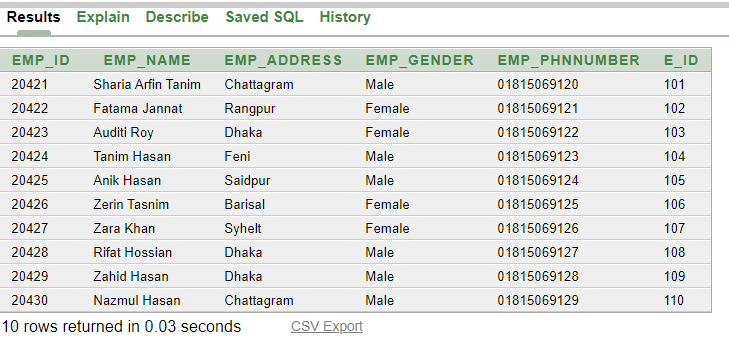 Results Explain Describe Saved SQL History
EMP_ID EMP_NAME EMP_ADDRESS EMP_GENDER EMP_PHNNUMBER E_ID
20421 Sharia Arfin Tanim Chattagram Male 01815069120 101
20422 Fatama Jannat Rangpur Female 01815069121 102
20423 Auditi Roy Dhaka Female 01815069122 103
20424 Tanim Hasan Feni Male 01815069123 104
20425 Anik Hasan Saidpur Male 01815069124 105
20426 Zerin Tasnim Barisal Female 01815069125 106
20427 Zara Khan Syhelt Female 01815069126 107
20428 Rifat Hossian Dhaka Male 01815069127 108
20429 Zahid Hasan Dhaka Male 01815069128 109
20430 Nazmul Hasan Chattagram Male 01815069129 110
10 rows returned in 0.03 seconds CSV Export